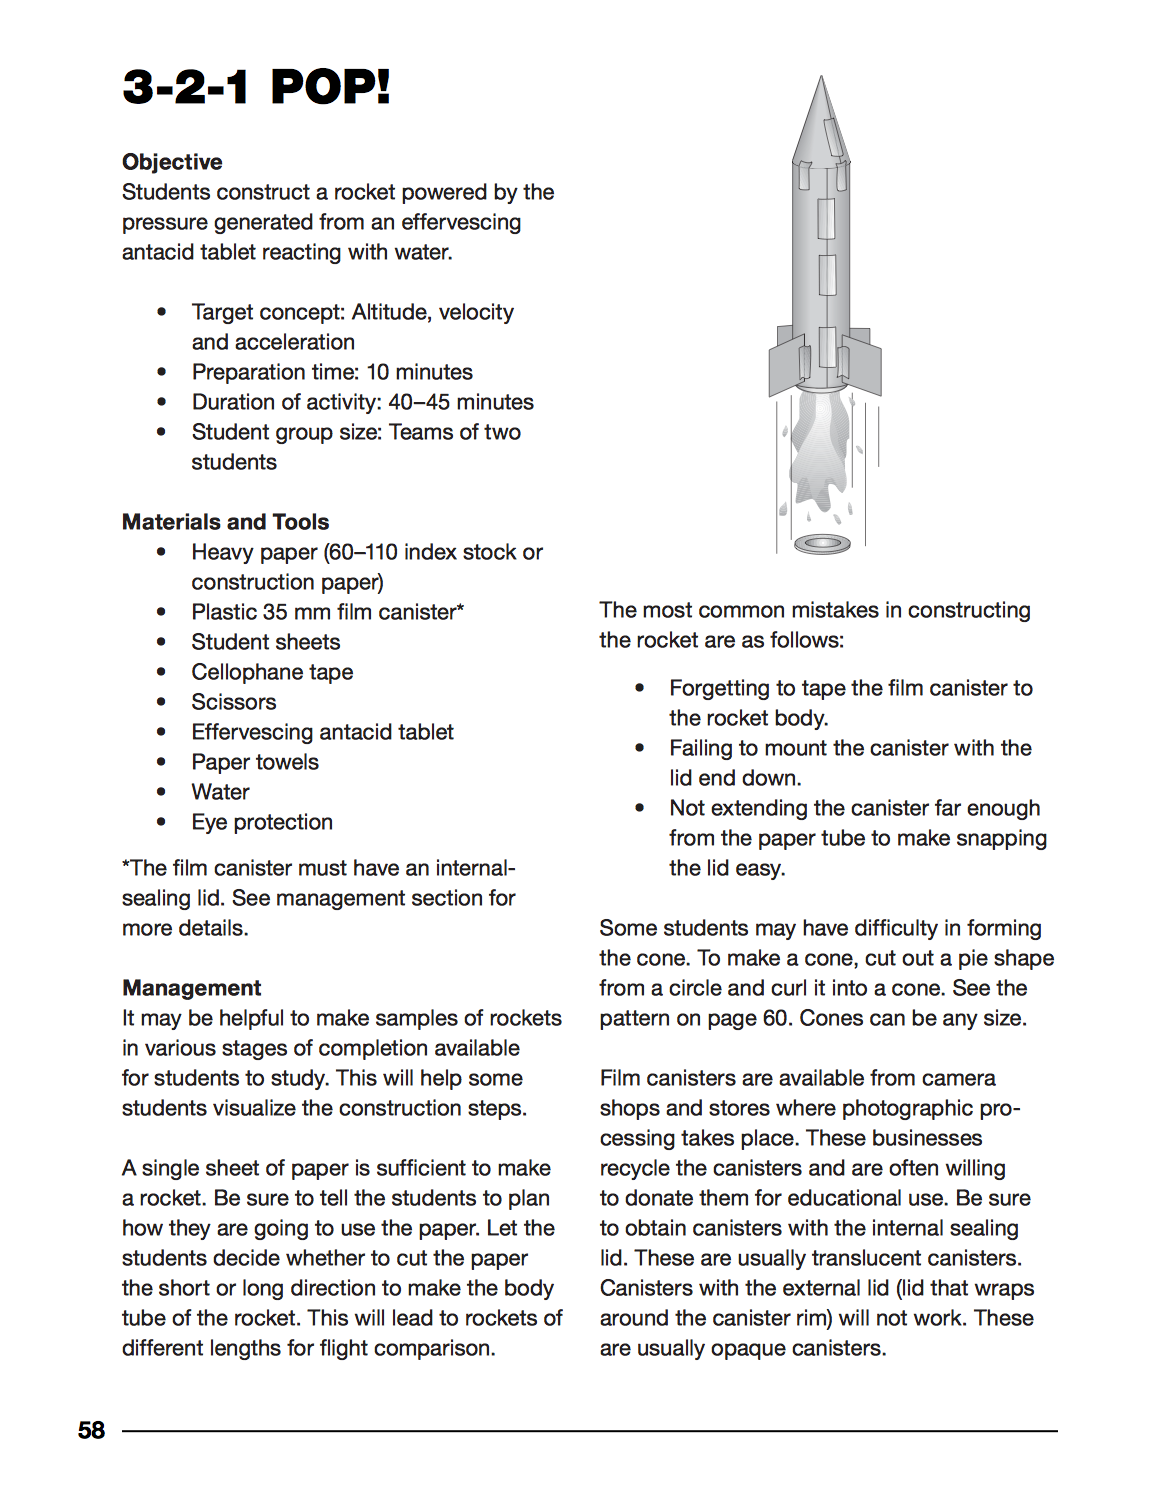 3-2-1 POP!
Objective
Students construct a rocket powered by the
pressure generated from an effervescing
antacid tablet reacting with water.
• Target concept: Altitude, velocity
and acceleration
• Preparation time: 10 minutes
• Duration of activity: 40–45 minutes
• Student group size: Teams of two
students
Materials and Tools
• Heavy paper (60–110 index stock or
construction paper)
• Plastic 35 mm film canister*
• Student sheets
• Cellophane tape
• Scissors
• Effervescing antacid tablet
• Paper towels
• Water
• Eye protection
*The film canister must have an internal-
sealing lid. See management section for
more details.
Management
It may be helpful to make samples of rockets
in various stages of completion available
for students to study. This will help some
students visualize the construction steps.
A single sheet of paper is sufficient to make
a rocket. Be sure to tell the students to plan
how they are going to use the paper. Let the
students decide whether to cut the paper
the short or long direction to make the body
tube of the rocket. This will lead to rockets of
different lengths for flight comparison.
The most common mistakes in constructing
the rocket are as follows:
• Forgetting to tape the film canister to
the rocket body.
• Failing to mount the canister with the
lid end down.
• Not extending the canister far enough
from the paper tube to make snapping
the lid easy.
Some students may have difficulty in forming
the cone. To make a cone, cut out a pie shape
from a circle and curl it into a cone. See the
pattern on page 60. Cones can be any size.
Film canisters are available from camera
shops and stores where photographic pro-
cessing takes place. These businesses
recycle the canisters and are often willing
to donate them for educational use. Be sure
to obtain canisters with the internal sealing
lid. These are usually translucent canisters.
Canisters with the external lid (lid that wraps
around the canister rim) will not work. These
are usually opaque canisters.
58